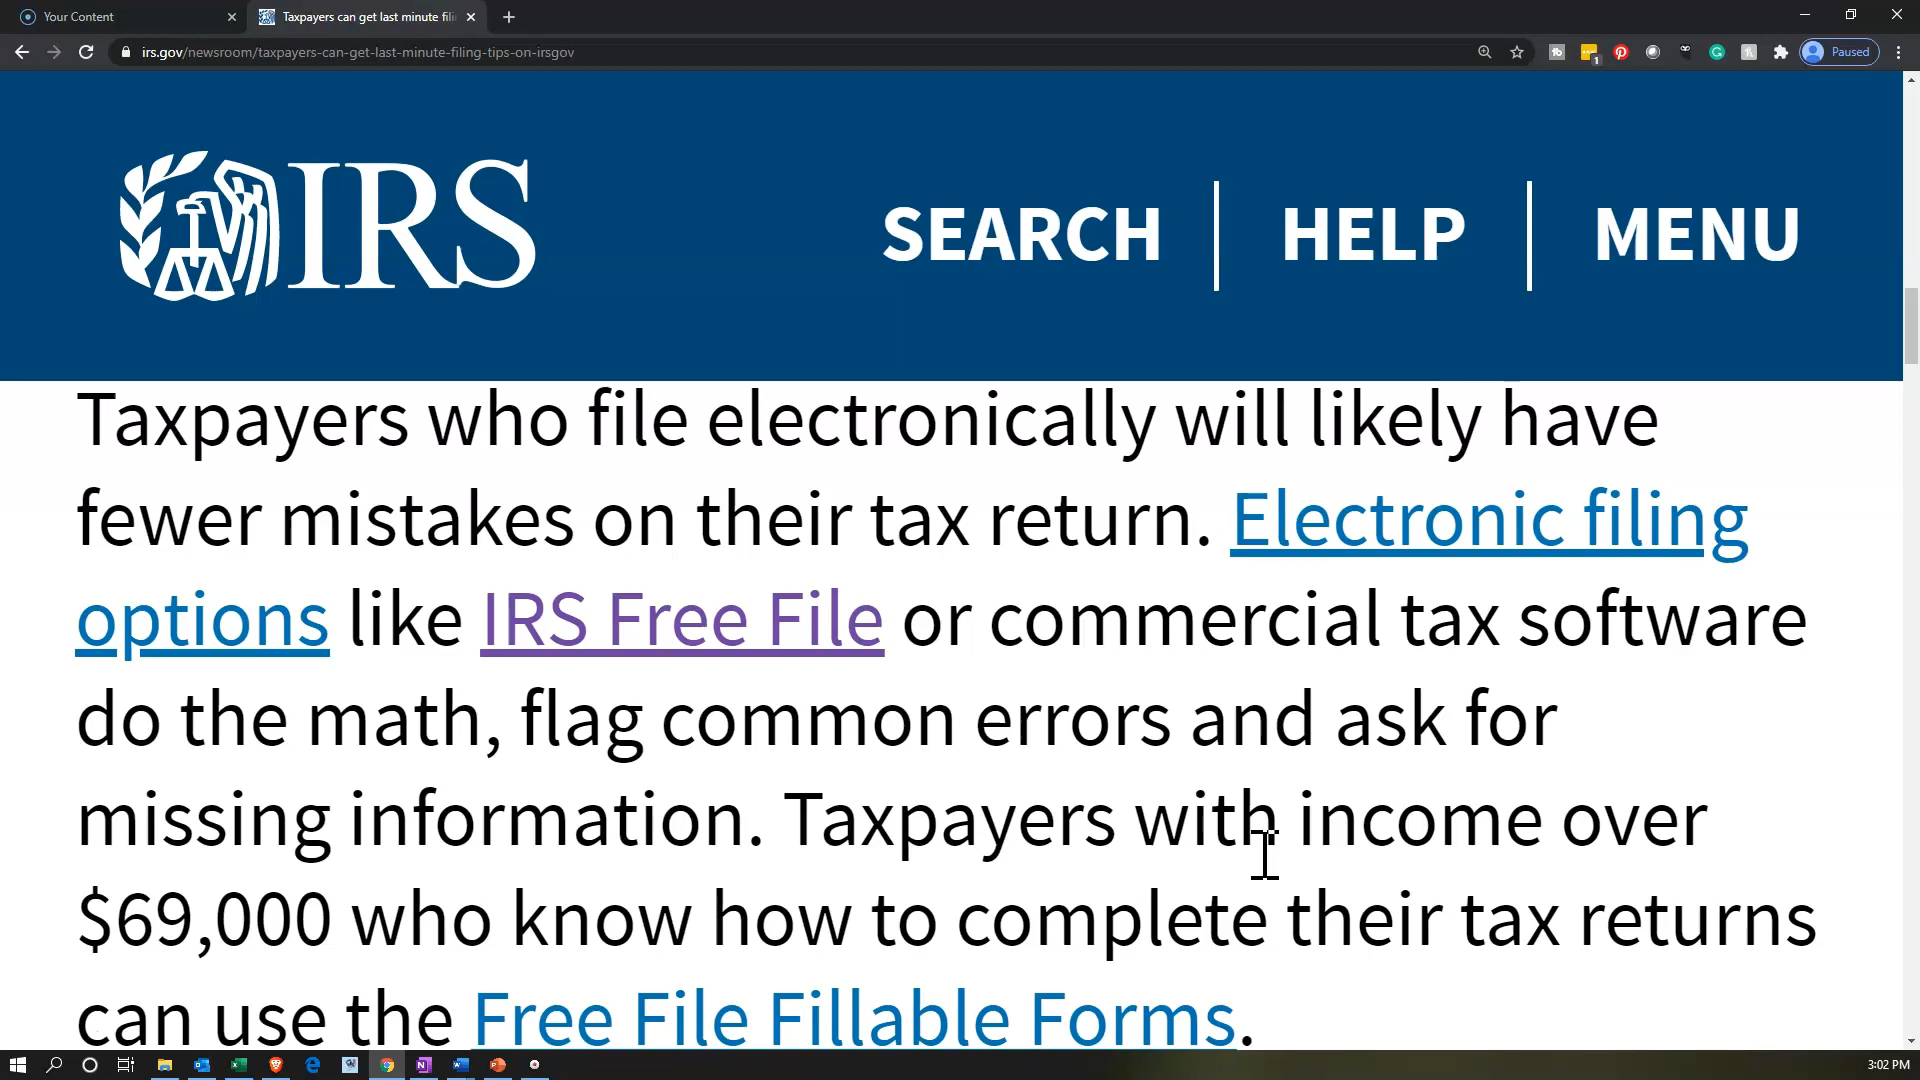 Your Content
Taxpayers can get last minute fili
irs.gov/newsroom/taxpayers-can-get-last-minute-filing-tips-on-irsgov
1
Paused
IRS
SEARCH
HELP
MENU
Taxpayers who file electronically will likely have
fewer mistakes on their tax return. Electronic filing
options like IRS Free File or commercial tax software
do the math, flag common errors and ask for
missing information. Taxpayers with income over
$69,000 who know how to complete their tax returns
can use the Free File Fillable Forms.
3:02 PM